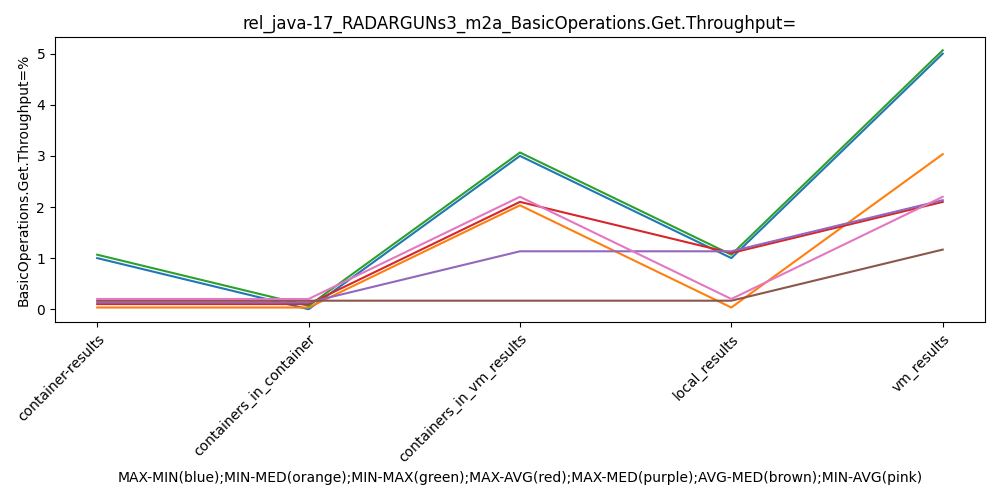 rel_java-17_RADARGUNs3_m2a_BasicOperations.Get.Throughput=
BasicOperations.Get.Throughput=%
5
4
3
2
1
0
container-results
containers_in_container
containers_in_vm_results
local_results
vm_results
MAX-MIN(blue);MIN-MED(orange);MIN-MAX(green);MAX-AVG(red);MAX-MED(purple);AVG-MED(brown);MIN-AVG(pink)